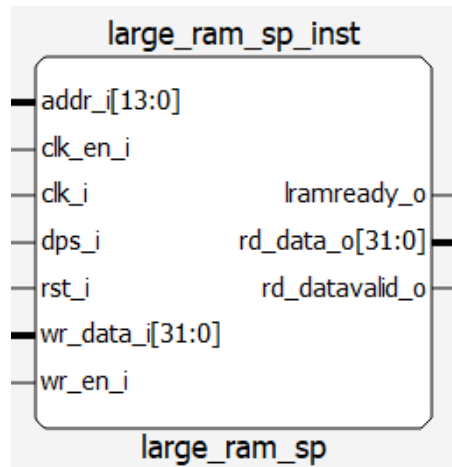 large_ram_sp_inst
addr_i[13:0]
clk_en_i
clk_i
lramready_o
dps_i
rd_data_o[31:0]
rst_i
rd_datavalid_o
wr_data_i[31:0]
wr_en_i
large_ram_sp